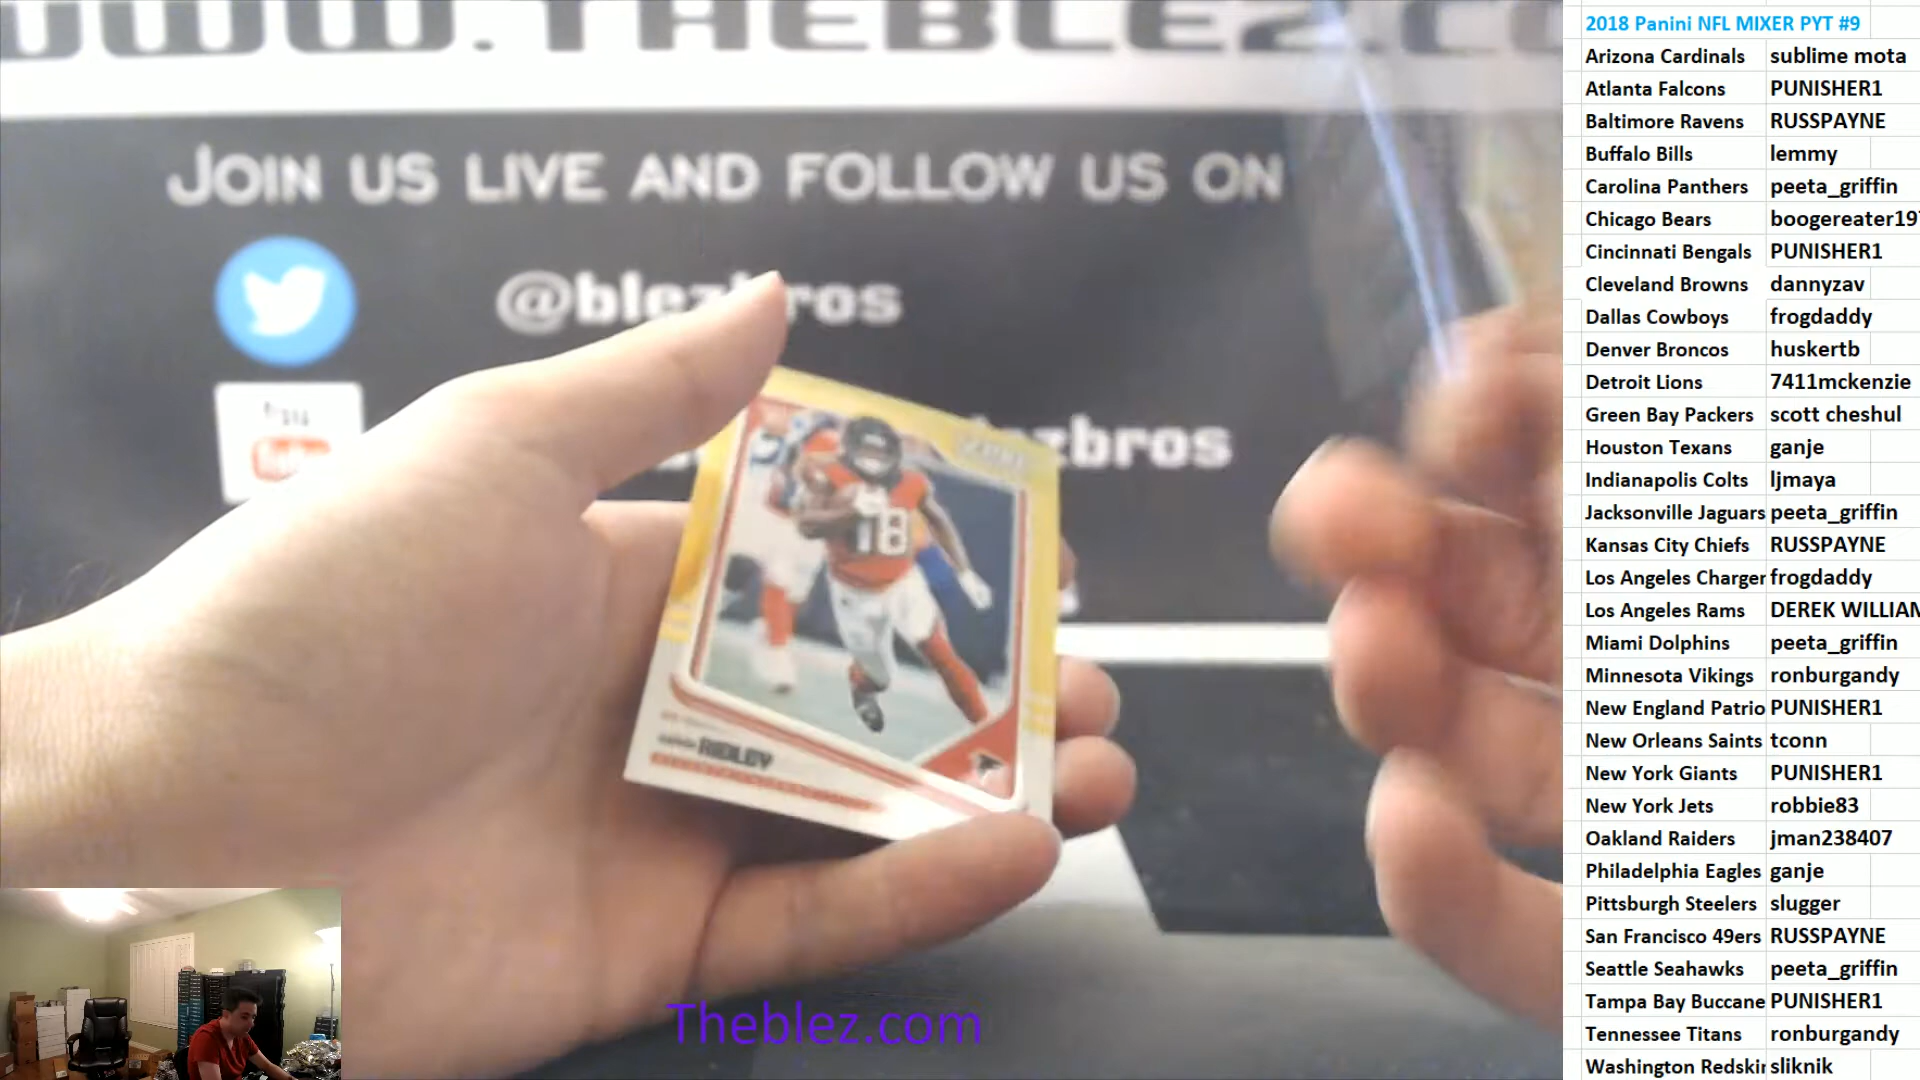 WWW.THEBLEZ.CO
JOIN US LIVE AND FOLLOW US ON
@blezbros
You
Tube
ezbros
18
RIDLEY
Theblez.com
2018 Panini NFL MIXER PYT #9
Arizona Cardinals sublime mota
Atlanta Falcons PUNISHER1
Baltimore Ravens RUSSPAYNE
Buffalo Bills lemmy
Carolina Panthers peeta_griffin
Chicago Bears boogereater19
Cincinnati Bengals PUNISHER1
Cleveland Browns dannyzav
Dallas Cowboys frogdaddy
Denver Broncos huskertb
Detroit Lions 7411mckenzie
Green Bay Packers scott cheshul
Houston Texans ganje
Indianapolis Colts ljmaya
Jacksonville Jaguars peeta_griffin
Kansas City Chiefs RUSSPAYNE
Los Angeles Charger frogdaddy
Los Angeles Rams DEREK WILLIAM
Miami Dolphins peeta_griffin
Minnesota Vikings ronburgandy
New England Patrio PUNISHER1
New Orleans Saints tconn
New York Giants PUNISHER1
New York Jets robbie83
Oakland Raiders jman238407
Philadelphia Eagles ganje
Pittsburgh Steelers slugger
San Francisco 49ers RUSSPAYNE
Seattle Seahawks peeta_griffin
Tampa Bay Buccane PUNISHER1
Tennessee Titans ronburgandy
Washington Redskin sliknik